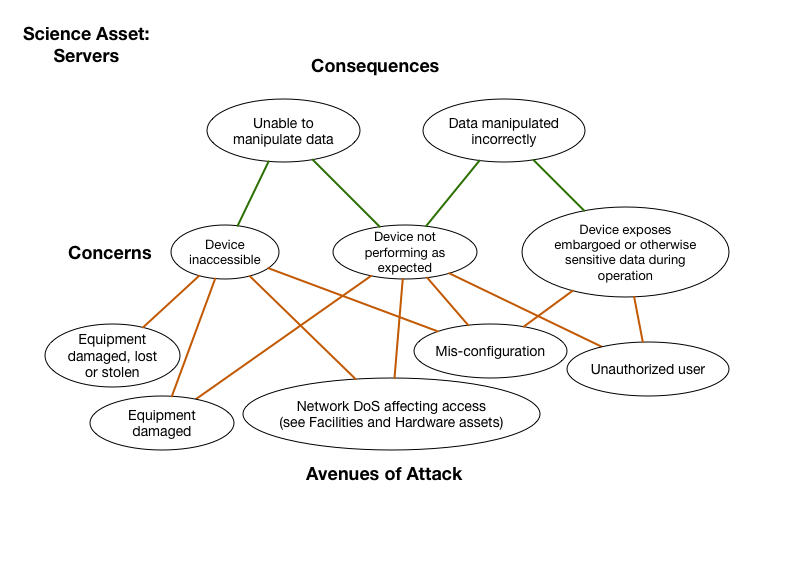 Science Asset:
Servers
Consequences
Unable to
manipulate data
Data manipulated
incorrectly
Concerns
Device
inaccessible
Device not
performing as
expected
Device exposes
embargoed or otherwise
sensitive data during
operation
Equipment
damaged, lost
or stolen
Mis-configuration
Unauthorized user
Equipment
damaged
Network DoS affecting access
(see Facilities and Hardware assets)
Avenues of Attack